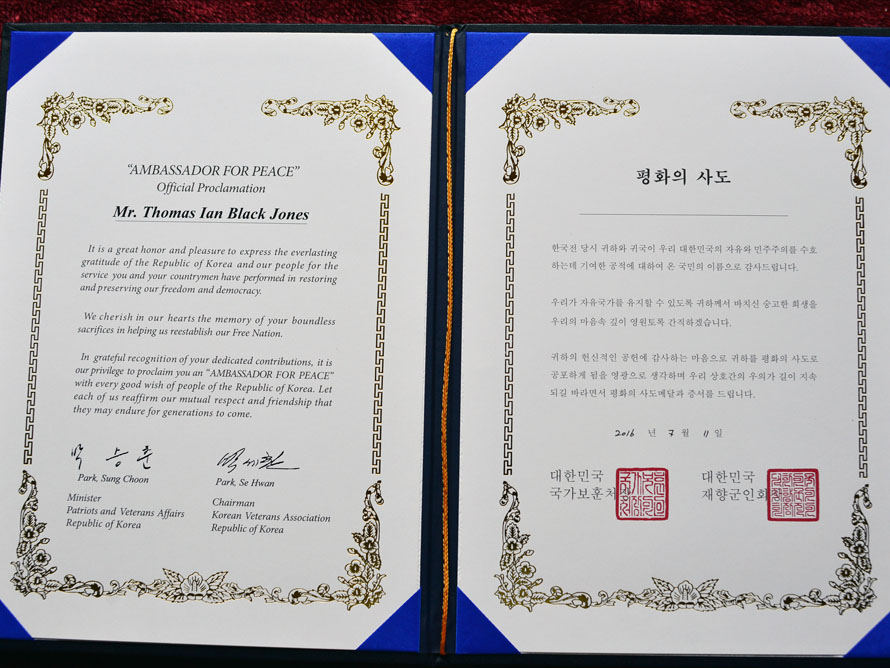 “AMBASSADOR FOR PEACE”
Official Proclamation
Mr. Thomas Ian Black Jones
It is a great honor and pleasure to express the everlasting
gratitude of the Republic of Korea and our people for the
service you and your countrymen have performed in restoring
and preserving our freedom and democracy.
We cherish in our hearts the memory of your boundless
sacrifices in helping us reestablish our Free Nation.
In grateful recognition of your dedicated contributions, it is
our privilege to proclaim you an “AMBASSADOR FOR PEACE”
with every good wish of people of the Republic of Korea. Let
each of us reaffirm our mutual respect and friendship that
they may endure for generations to come.
박승춘
박세환
Park, Sung Choon
Park, Se Hwan
Minister
Patriots and Veterans Affairs
Republic of Korea
Chairman
Korean Veterans Association
Republic of Korea
평화의 사도
한국전 당시 귀하와 귀국이 우리 대한민국의 자유와 민주주의를 수호
하는데 기여한 공적에 대하여 온 국민의 이름으로 감사드립니다.
우리가 자유국가를 유지할 수 있도록 귀하께서 바치신 숭고한 희생을
우리의 마음속 깊이 영원토록 간직하겠습니다.
귀하의 헌신적인 공헌에 감사하는 마음으로 귀하를 평화의 사도로
공포하게 됨을 영광으로 생각하며 우리 상호간의 우의가 길이 지속
되길 바라면서 평화의 사도메달과 증서를 드립니다.
2016 년 7 월 11 일
대한민국
국가보훈처장
대한민국
재향군인회장